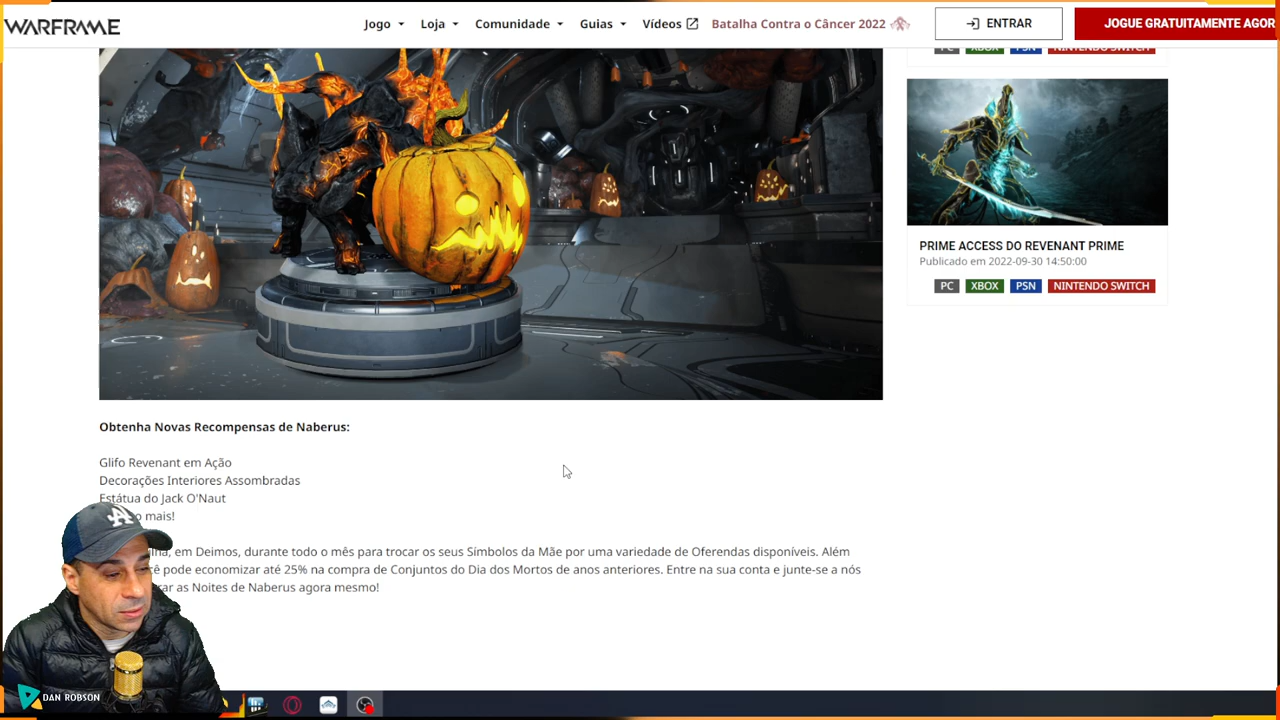 WARFRAME
Jogo Loja Comunidade Guias Vídeos Batalha Contra o Câncer 2022 ENTRAR JOGUE GRATUITAMENTE AGOR
PC XBOX PSN NINTENDO SWITCH
PRIME ACCESS DO REVENANT PRIME
Publicado em 2022-09-30 14:50:00
PC XBOX PSN NINTENDO SWITCH
Obtenha Novas Recompensas de Naberus:
Glifo Revenant em Ação
Decorações Interiores Assombradas
Estátua do Jack O'Naut
o mais!
, em Deimos, durante todo o mês para trocar os seus Símbolos da Mãe por uma variedade de Oferendas disponíveis. Além
pode economizar até 25% na compra de Conjuntos do Dia dos Mortos de anos anteriores. Entre na sua conta e junte-se a nós
as Noites de Naberus agora mesmo!
DAN ROBSON